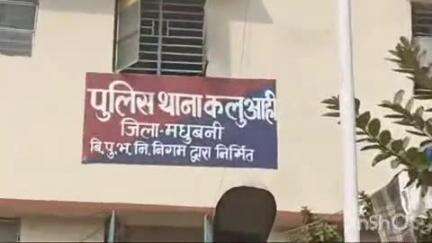 पुलिस थाना कलुआही
जिला-मधुबनी
बि.पु.भ.नि.निगम द्वारा निर्मित